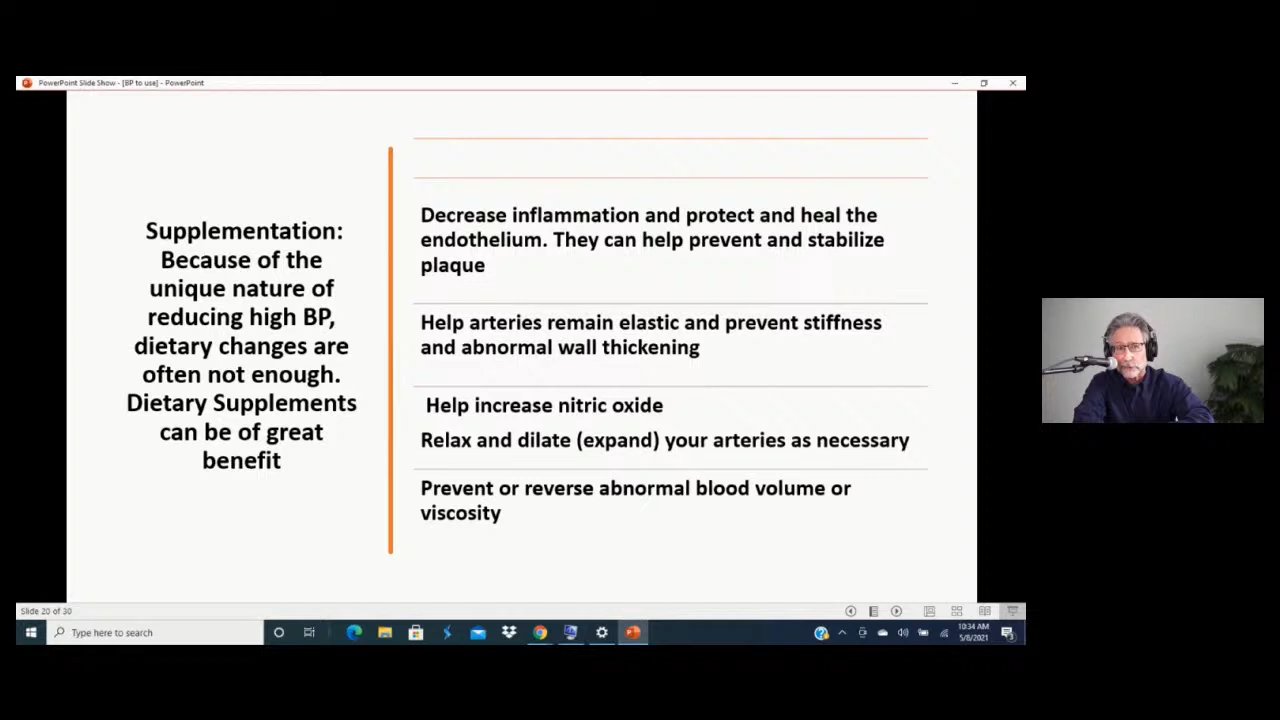 PowerPoint Slide Show - [BP to use] - PowerPoint
Supplementation:
Because of the
unique nature of
reducing high BP,
dietary changes are
often not enough.
Dietary Supplements
can be of great
benefit
Decrease inflammation and protect and heal the
endothelium. They can help prevent and stabilize
plaque
Help arteries remain elastic and prevent stiffness
and abnormal wall thickening
Help increase nitric oxide
Relax and dilate (expand) your arteries as necessary
Prevent or reverse abnormal blood volume or
viscosity
Slide 20 of 30
Type here to search
10:34 AM
5/8/2021